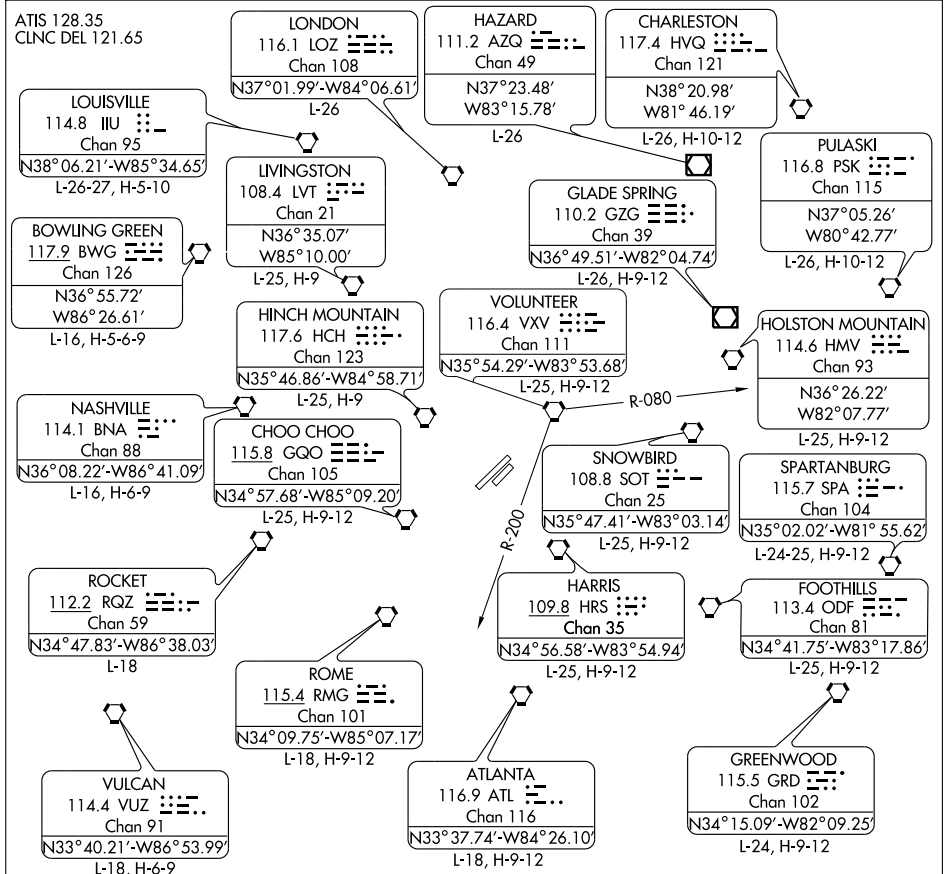 ATIS 128.35
CLNC DEL 121.65
LONDON
116.1 LOZ
Chan 108
N37°01.99′-W84°06.61′
L-26
HAZARD
111.2 AZQ
Chan 49
N37°23.48′
W83°15.78′
L-26
CHARLESTON
117.4 HVQ
Chan 121
N38°20.98′
W81°46.19′
L-26, H-10-12
LOUISVILLE
114.8 IIU
Chan 95
N38°06.21′-W85°34.65′
L-26-27, H-5-10
LIVINGSTON
108.4 LVT
Chan 21
N36°35.07′
W85°10.00′
L-25, H-9
GLADE SPRING
110.2 GZG
Chan 39
N36°49.51′-W82°04.74′
L-26, H-9-12
PULASKI
116.8 PSK
Chan 115
N37°05.26′
W80°42.77′
L-26, H-10-12
BOWLING GREEN
117.9 BWG
Chan 126
N36°55.72′
W86°26.61′
L-16, H-5-6-9
HINCH MOUNTAIN
117.6 HCH
Chan 123
N35°46.86′-W84°58.71′
L-25, H-9
VOLUNTEER
116.4 VXV
Chan 111
N35°54.29′-W83°53.68′
L-25, H-9-12
HOLSTON MOUNTAIN
114.6 HMV
Chan 93
N36°26.22′
W82°07.77′
L-25, H-9-12
R-080
R-200
NASHVILLE
114.1 BNA
Chan 88
N36°08.22′-W86°41.09′
L-16, H-6-9
CHOO CHOO
115.8 GQO
Chan 105
N34°57.68′-W85°09.20′
L-25, H-9-12
SNOWBIRD
108.8 SOT
Chan 25
N35°47.41′-W83°03.14′
L-25, H-9-12
SPARTANBURG
115.7 SPA
Chan 104
N35°02.02′-W81°55.62′
L-24-25, H-9-12
ROCKET
112.2 RQZ
Chan 59
N34°47.83′-W86°38.03′
L-18
HARRIS
109.8 HRS
Chan 35
N34°56.58′-W83°54.94′
L-25, H-9-12
FOOTHILLS
113.4 ODF
Chan 81
N34°41.75′-W83°17.86′
L-25, H-9-12
ROME
115.4 RMG
Chan 101
N34°09.75′-W85°07.17′
L-18, H-9-12
VULCAN
114.4 VUZ
Chan 91
N33°40.21′-W86°53.99′
L-18, H-6-9
ATLANTA
116.9 ATL
Chan 116
N33°37.74′-W84°26.10′
L-18, H-9-12
GREENWOOD
115.5 GRD
Chan 102
N34°15.09′-W82°09.25′
L-24, H-9-12